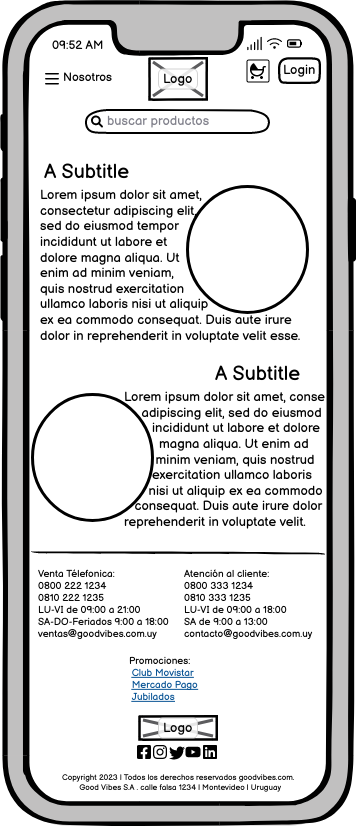 09:52 AM
Nosotros
Logo
Login
buscar productos
A Subtitle
Lorem ipsum dolor sit amet,
consectetur adipiscing elit,
sed do eiusmod tempor
incididunt ut labore et
dolore magna aliqua. Ut
enim ad minim veniam,
quis nostrud exercitation
ullamco laboris nisi ut aliquip
ex ea commodo consequat. Duis aute irure
dolor in reprehenderit in voluptate velit esse.
A Subtitle
Lorem ipsum dolor sit amet, conse
adipiscing elit, sed do eiusmod
incididunt ut labore et dolore
magna aliqua. Ut enim ad
minim veniam, quis nostrud
exercitation ullamco laboris
nisi ut aliquip ex ea commodo
consequat. Duis aute irure dolor in
reprehenderit in voluptate velit.
Venta Télefonica:
0800 222 1234
0810 222 1235
LU-VI de 09:00 a 21:00
SA-DO-Feriados 9:00 a 18:00
ventas@goodvibes.com.uy
Atención al cliente:
0800 333 1234
0810 333 1235
LU-VI de 09:00 a 18:00
SA de 9:00 a 13:00
contacto@goodvibes.com.uy
Promociones:
Club Movistar
Mercado Pago
Jubilados
Logo
Copyright 2023 | Todos los derechos reservados goodvibes.com.
Good Vibes S.A . calle falsa 1234 | Montevideo | Uruguay